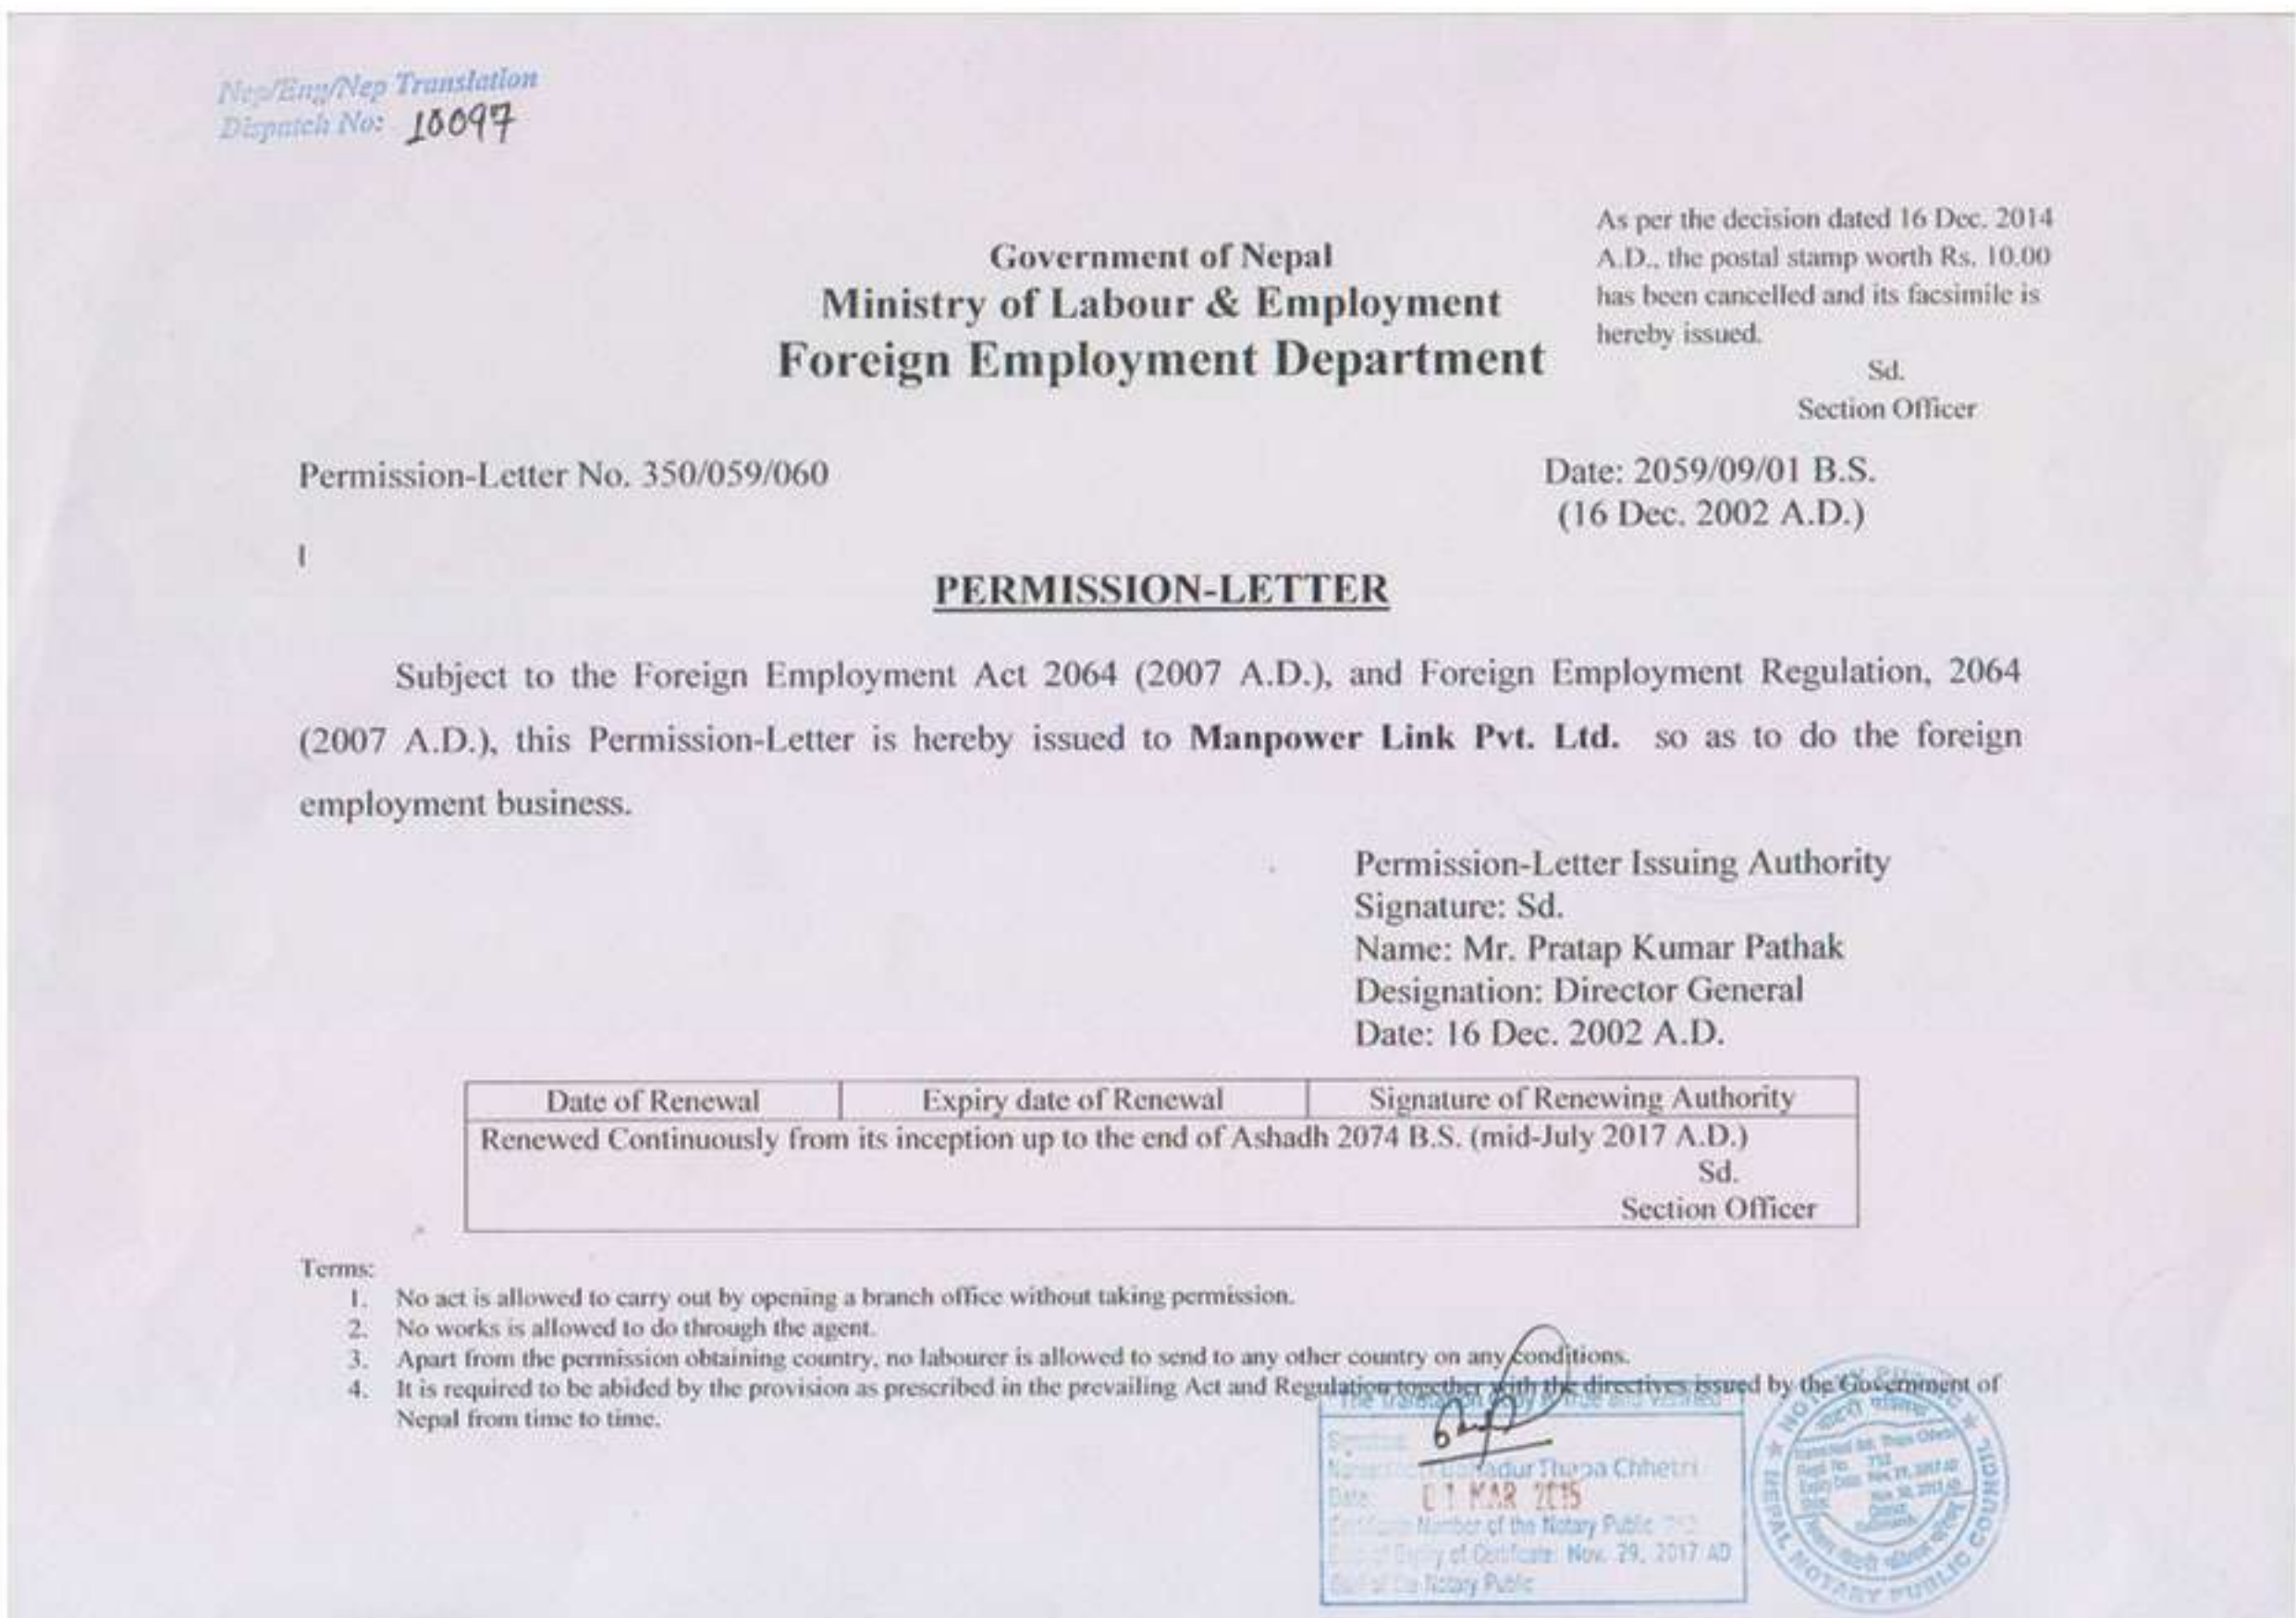 Nep/Eng/Nep Translation
Dispatch No: 10097
As per the decision dated 16 Dec. 2014
A.D., the postal stamp worth Rs. 10.00
has been cancelled and its facsimile is
hereby issued.
Sd.
Section Officer
Government of Nepal
Ministry of Labour & Employment
Foreign Employment Department
Permission-Letter No. 350/059/060
Date: 2059/09/01 B.S.
(16 Dec. 2002 A.D.)
PERMISSION-LETTER
Subject to the Foreign Employment Act 2064 (2007 A.D.), and Foreign Employment Regulation, 2064
(2007 A.D.), this Permission-Letter is hereby issued to Manpower Link Pvt. Ltd. so as to do the foreign
employment business.
Permission-Letter Issuing Authority
Signature: Sd.
Name: Mr. Pratap Kumar Pathak
Designation: Director General
Date: 16 Dec. 2002 A.D.
Date of Renewal Expiry date of Renewal Signature of Renewing Authority
Renewed Continuously from its inception up to the end of Ashadh 2074 B.S. (mid-July 2017 A.D.)
Sd.
Section Officer
Terms:
1. No act is allowed to carry out by opening a branch office without taking permission.
2. No works is allowed to do through the agent.
3. Apart from the permission obtaining country, no labourer is allowed to send to any other country on any conditions.
4. It is required to be abided by the provision as prescribed in the prevailing Act and Regulation together with the directives issued by the Government of
Nepal from time to time.
Thapa Chhetri
Date: 01 MAR 2015
Number of the Notary Public
of Expiry of Certificate: Nov. 29, 2017 AD
of the Notary Public
NOTARY PUBLIC
NEPAL NOTARY PUBLIC COUNCIL